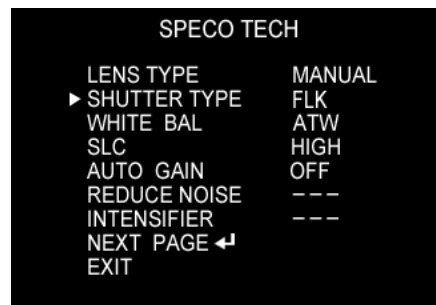 SPECO TECH
LENS TYPE MANUAL
▶ SHUTTER TYPE FLK
WHITE BAL ATW
SLC HIGH
AUTO GAIN OFF
REDUCE NOISE ---
INTENSIFIER ---
NEXT PAGE ↵
EXIT